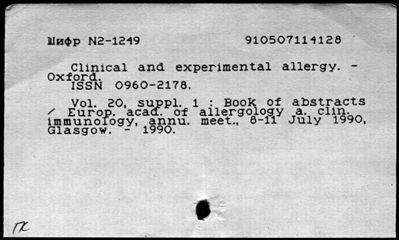 Шифр N2-1249 910507114128
Clinical and experimental allergy. -
Oxford.
ISSN 0960-2178.
Vol. 20, suppl. 1 : Book of abstracts
/ Europ. acad. of allergology a. clin.
immunology, annu. meet., 8-11 July 1990,
Glasgow. - 1990.
ГК